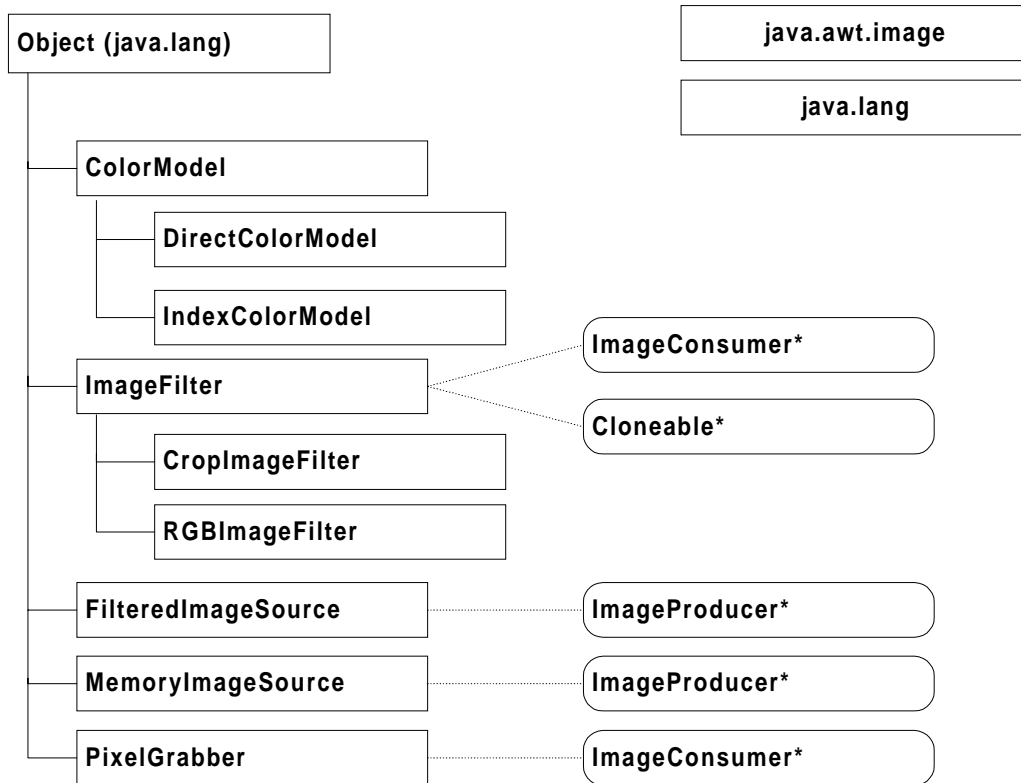 Object (java.lang)
java.awt.image
java.lang
ColorModel
DirectColorModel
IndexColorModel
ImageConsumer*
ImageFilter
Cloneable*
CropImageFilter
RGBImageFilter
FilteredImageSource
ImageProducer*
MemoryImageSource
ImageProducer*
PixelGrabber
ImageConsumer*